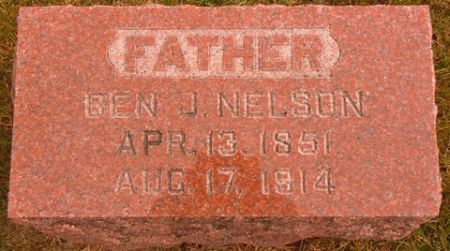 FATHER
BEN J. NELSON
APR. 13. 1851
AUG. 17, 1914